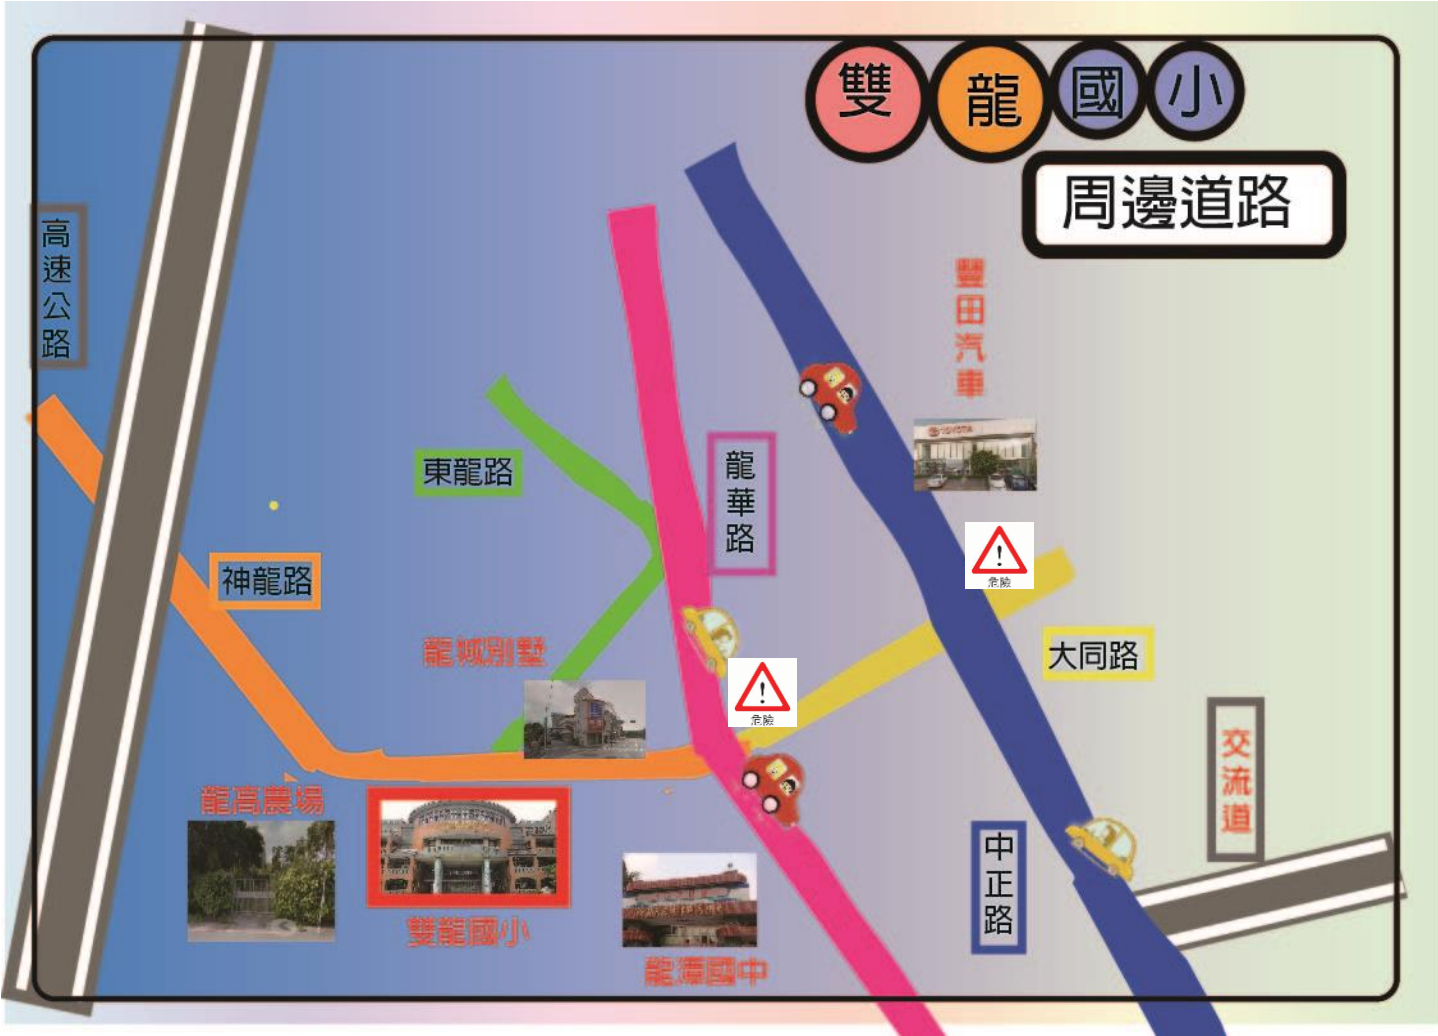 雙龍國小
周邊道路
高速公路
豐田汽車
TOYOTA
東龍路
龍華路
危險
神龍路
龍城別墅
大同路
危險
交流道
龍高農場
中正路
雙龍國小
龍潭國中